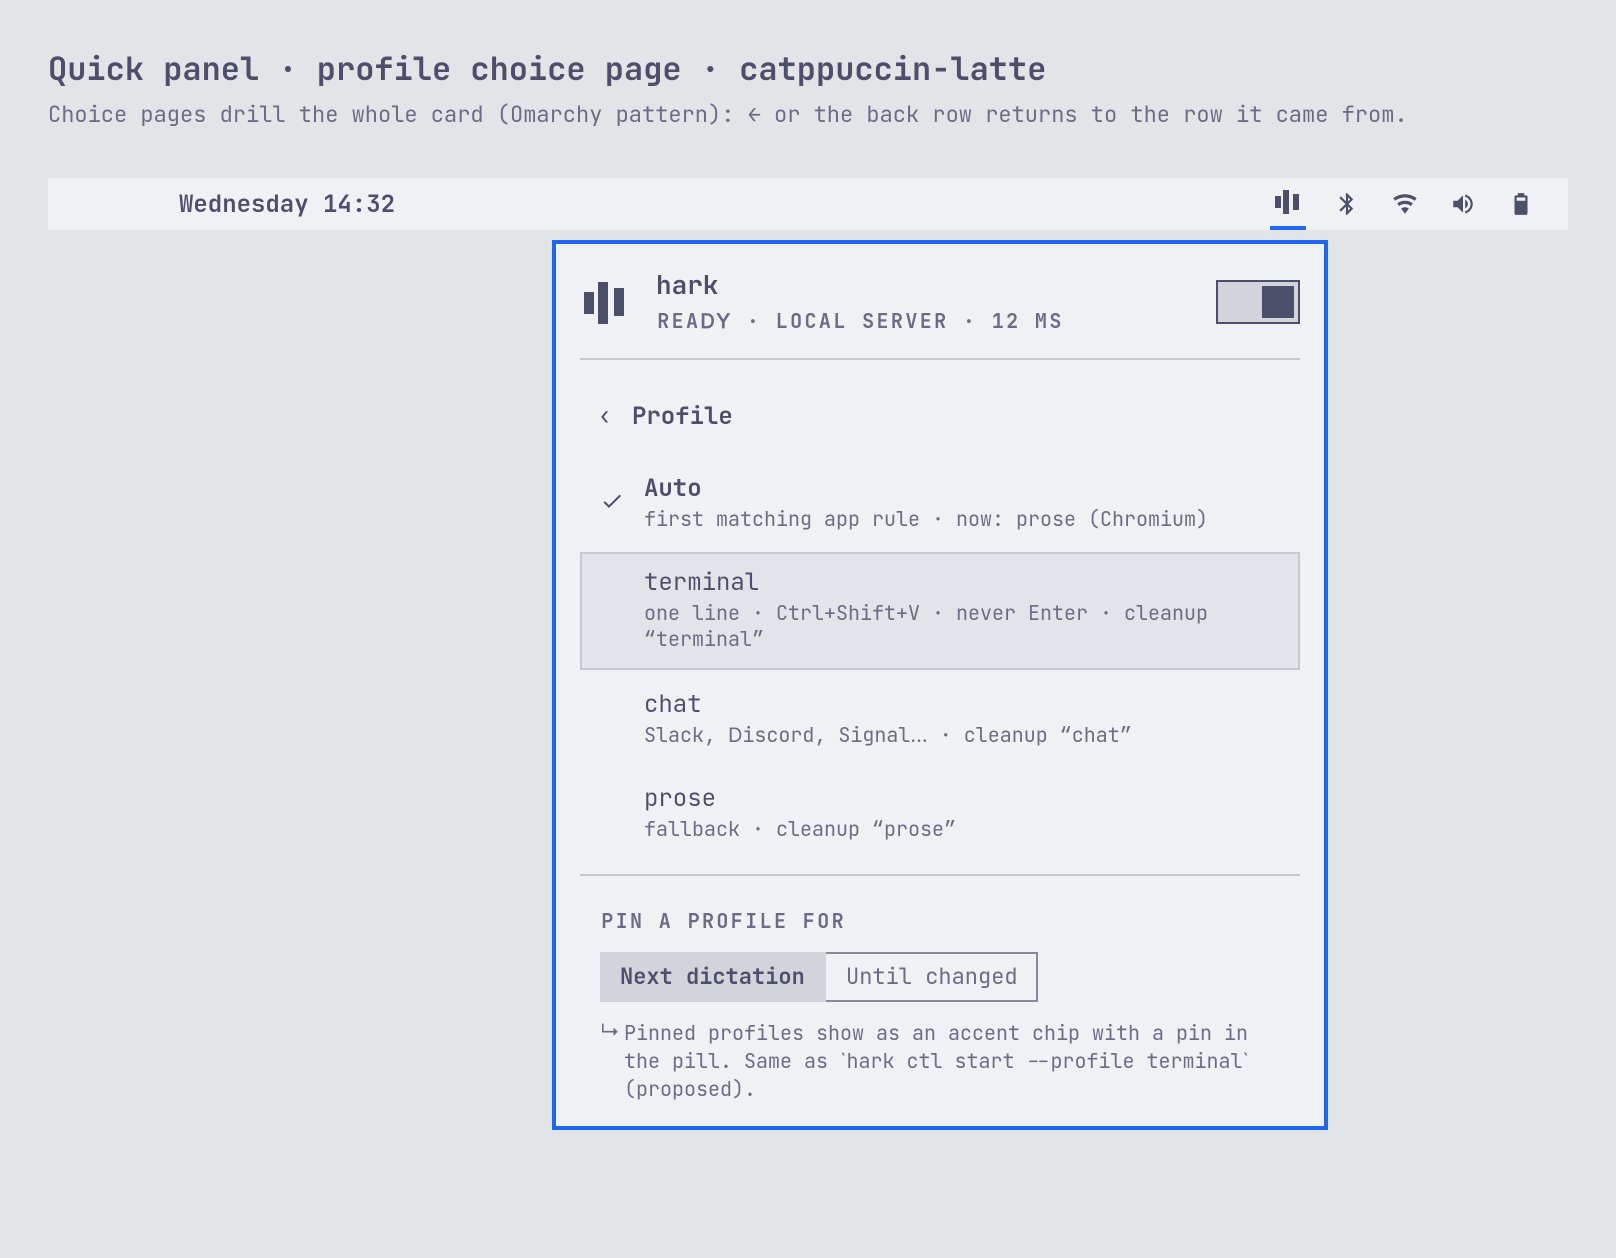 Quick panel · profile choice page · catppuccin-latte
Choice pages drill the whole card (Omarchy pattern): ← or the back row returns to the row it came from.
Wednesday 14:32
hark
READY · LOCAL SERVER · 12 MS
‹ Profile
✓ Auto
first matching app rule · now: prose (Chromium)
terminal
one line · Ctrl+Shift+V · never Enter · cleanup
“terminal”
chat
Slack, Discord, Signal… · cleanup “chat”
prose
fallback · cleanup “prose”
PIN A PROFILE FOR
Next dictation Until changed
↳ Pinned profiles show as an accent chip with a pin in
the pill. Same as `hark ctl start --profile terminal`
(proposed).